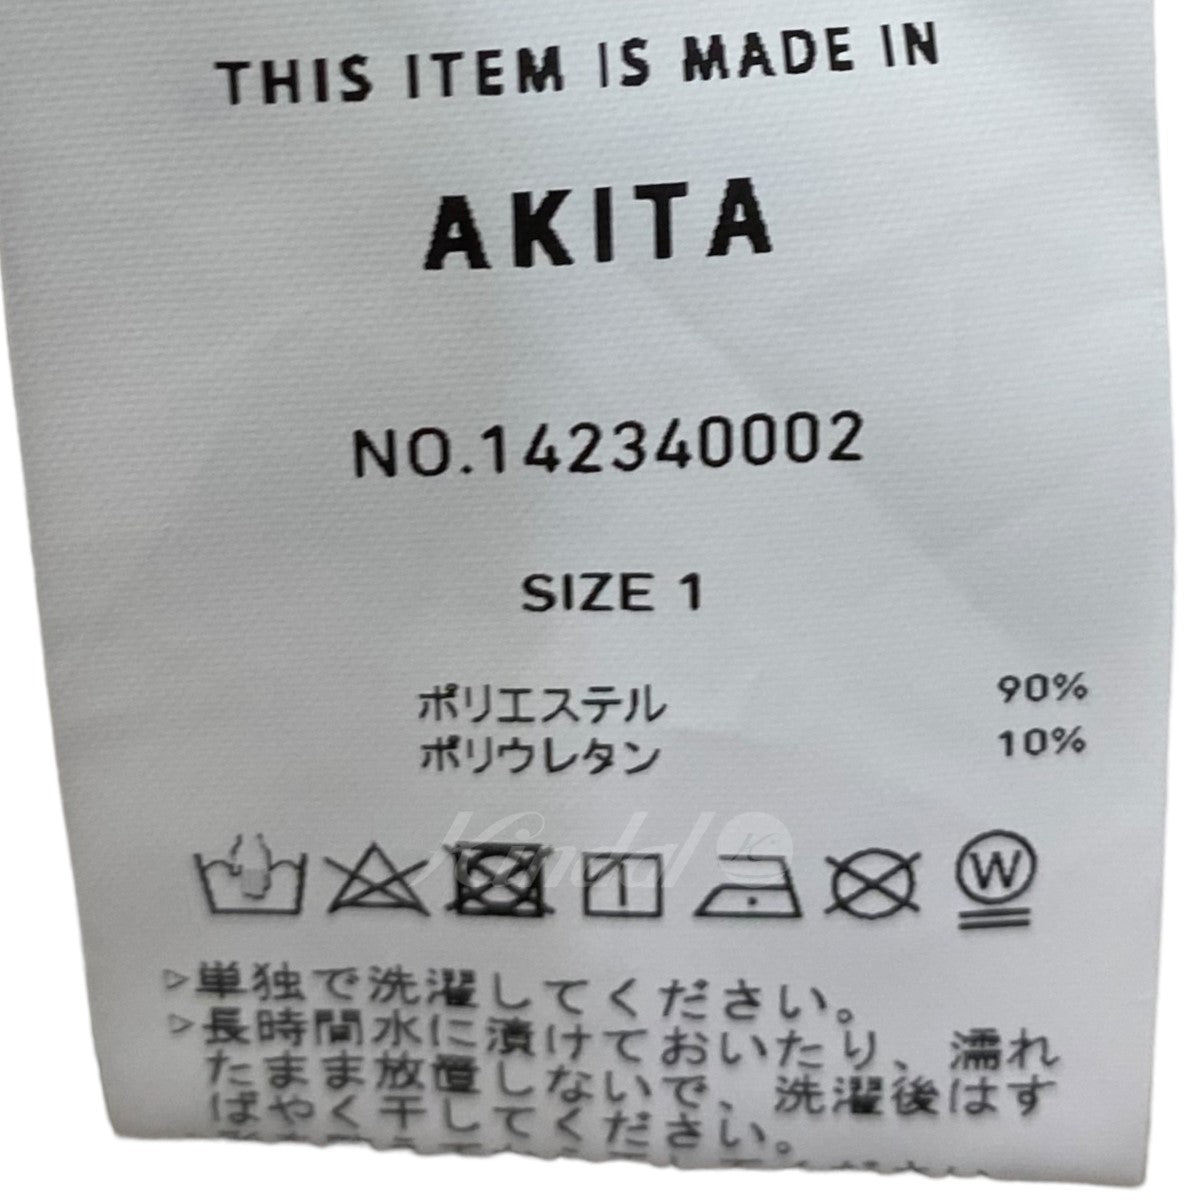 THIS ITEM IS MADE IN
AKITA
NO.142340002
SIZE 1
ポリエステル 90%
ポリウレタン 10%
Kindal K
W
▷単独で洗濯してください。
▷長時間水に漬けておいたり、濡れ
たまま放置しないで、洗濯後はす
ばやく干してください。